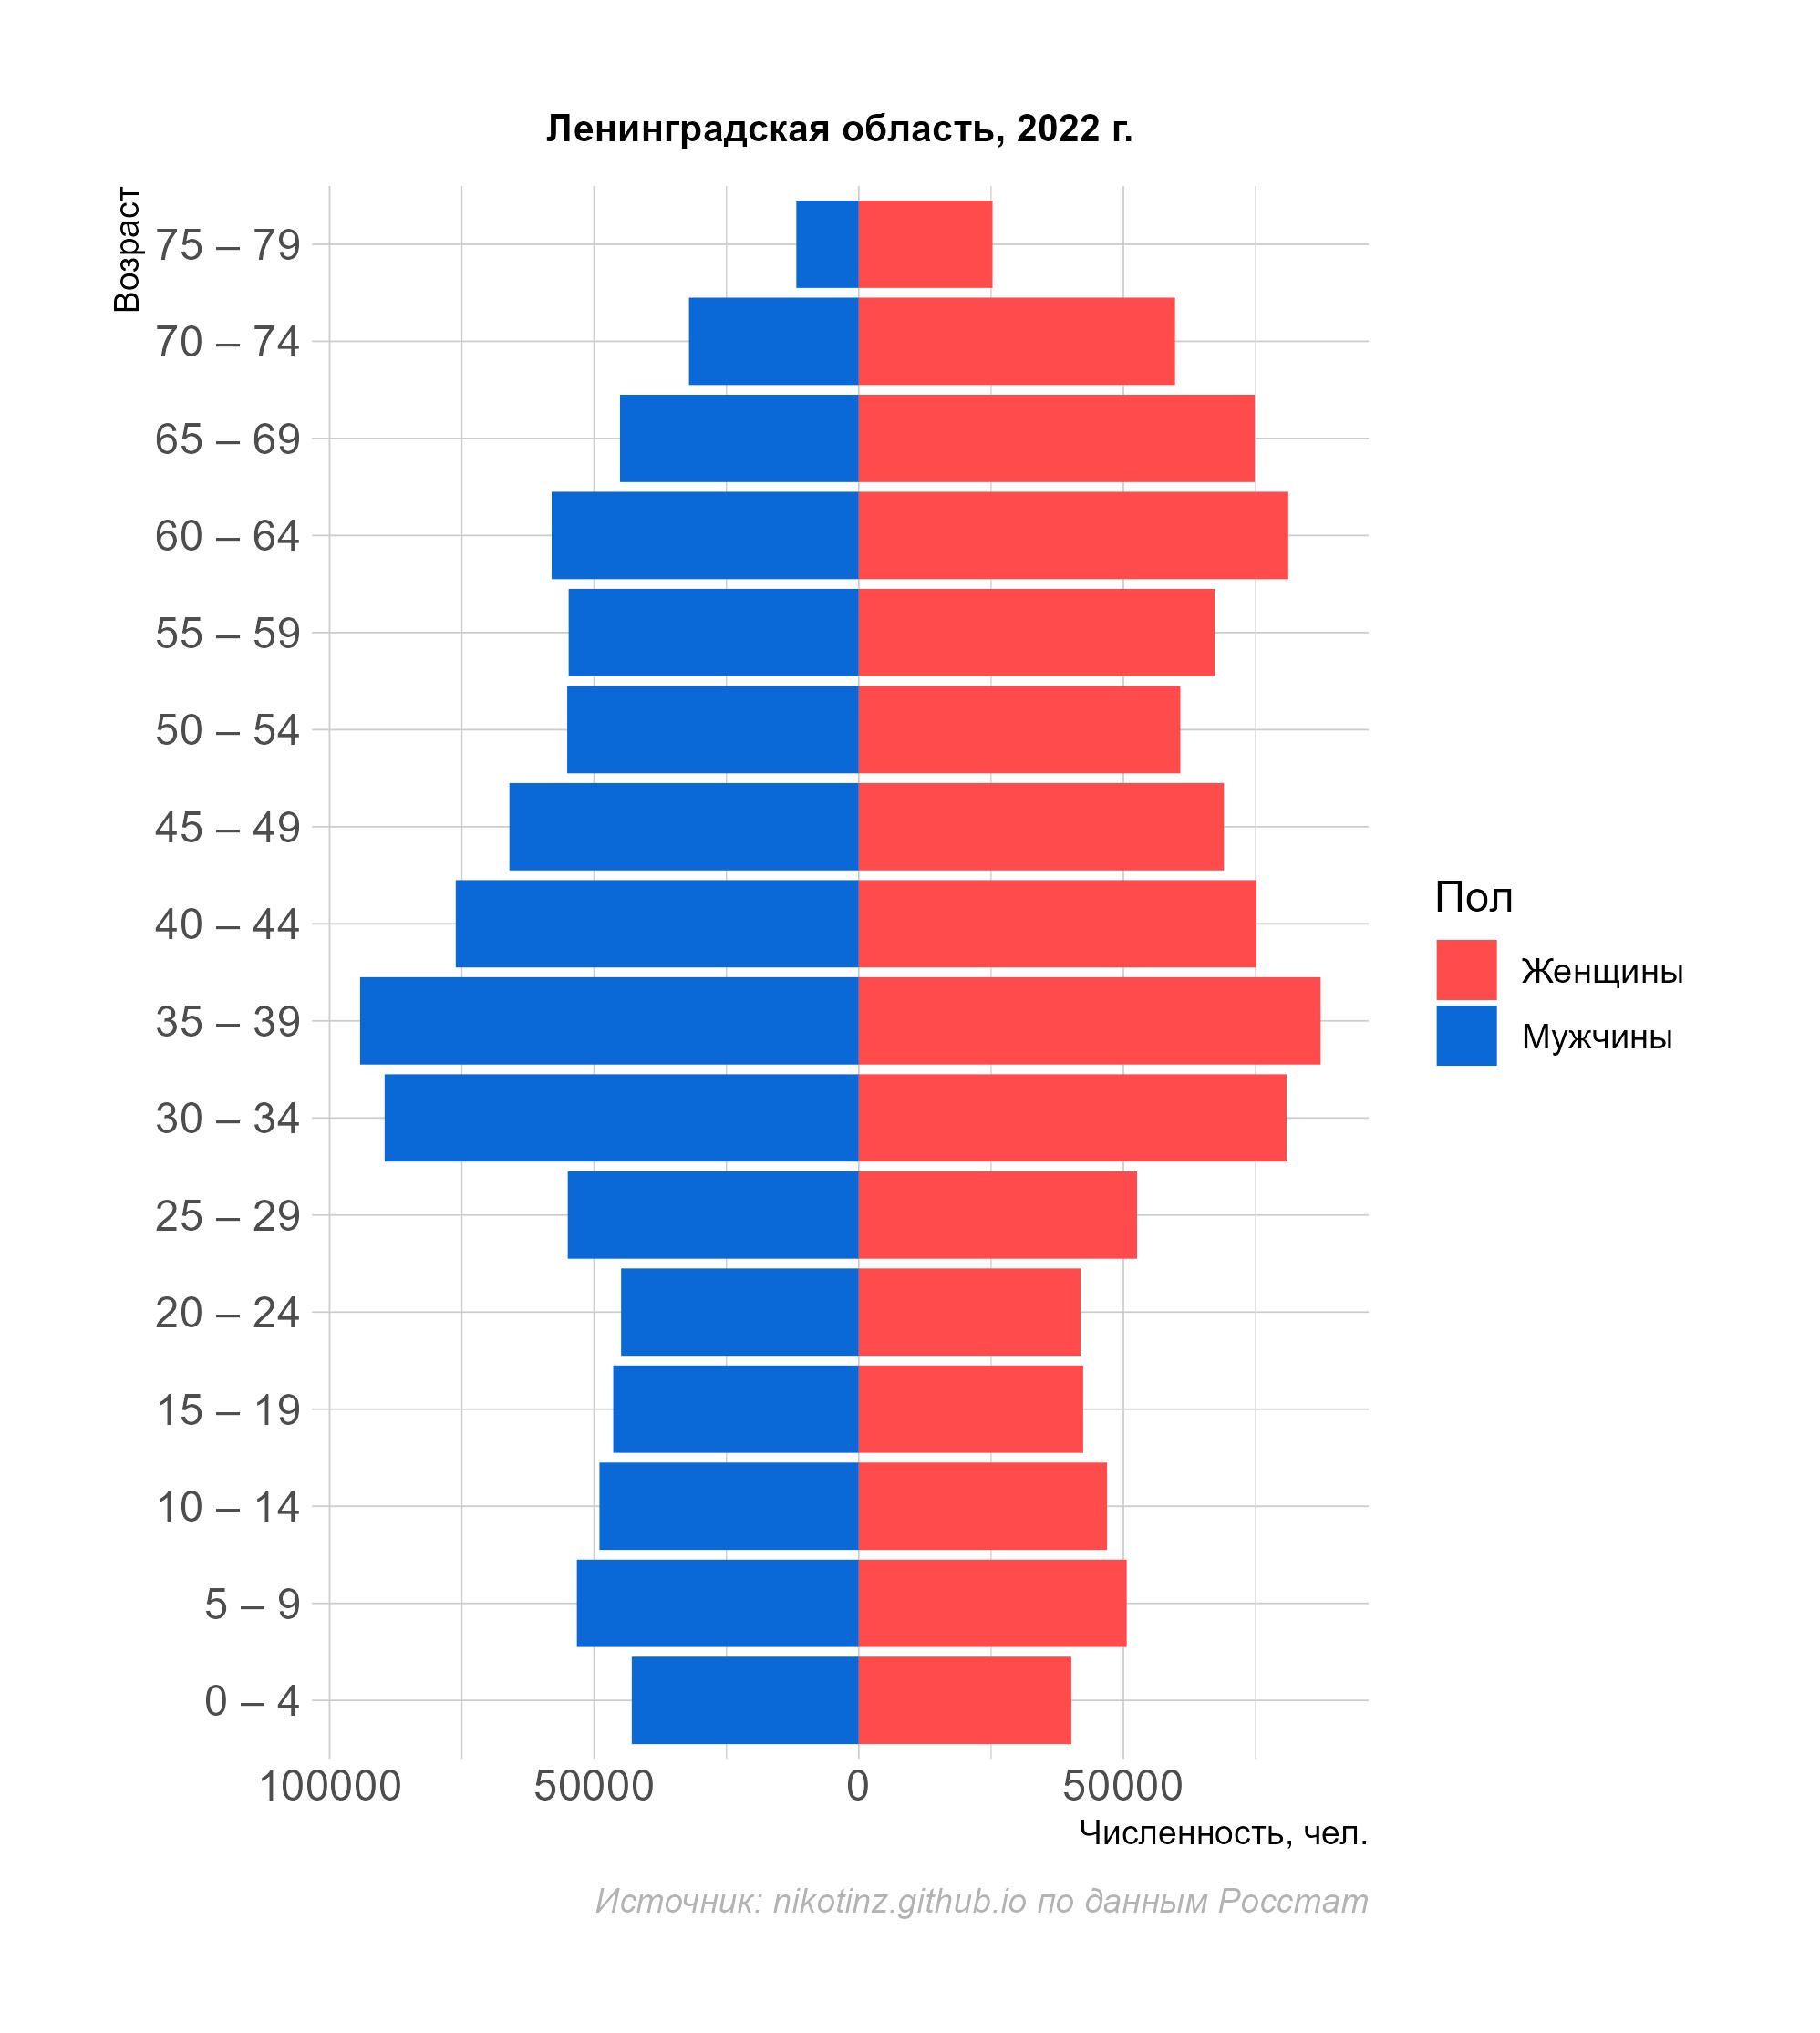 Ленинградская область, 2022 г.
Возраст
75 – 79
70 – 74
65 – 69
60 – 64
55 – 59
50 – 54
45 – 49
40 – 44
35 – 39
30 – 34
25 – 29
20 – 24
15 – 19
10 – 14
5 – 9
0 – 4
100000 50000 0 50000
Численность, чел.
Пол
Женщины
Мужчины
Источник: nikotinz.github.io по данным Росстат